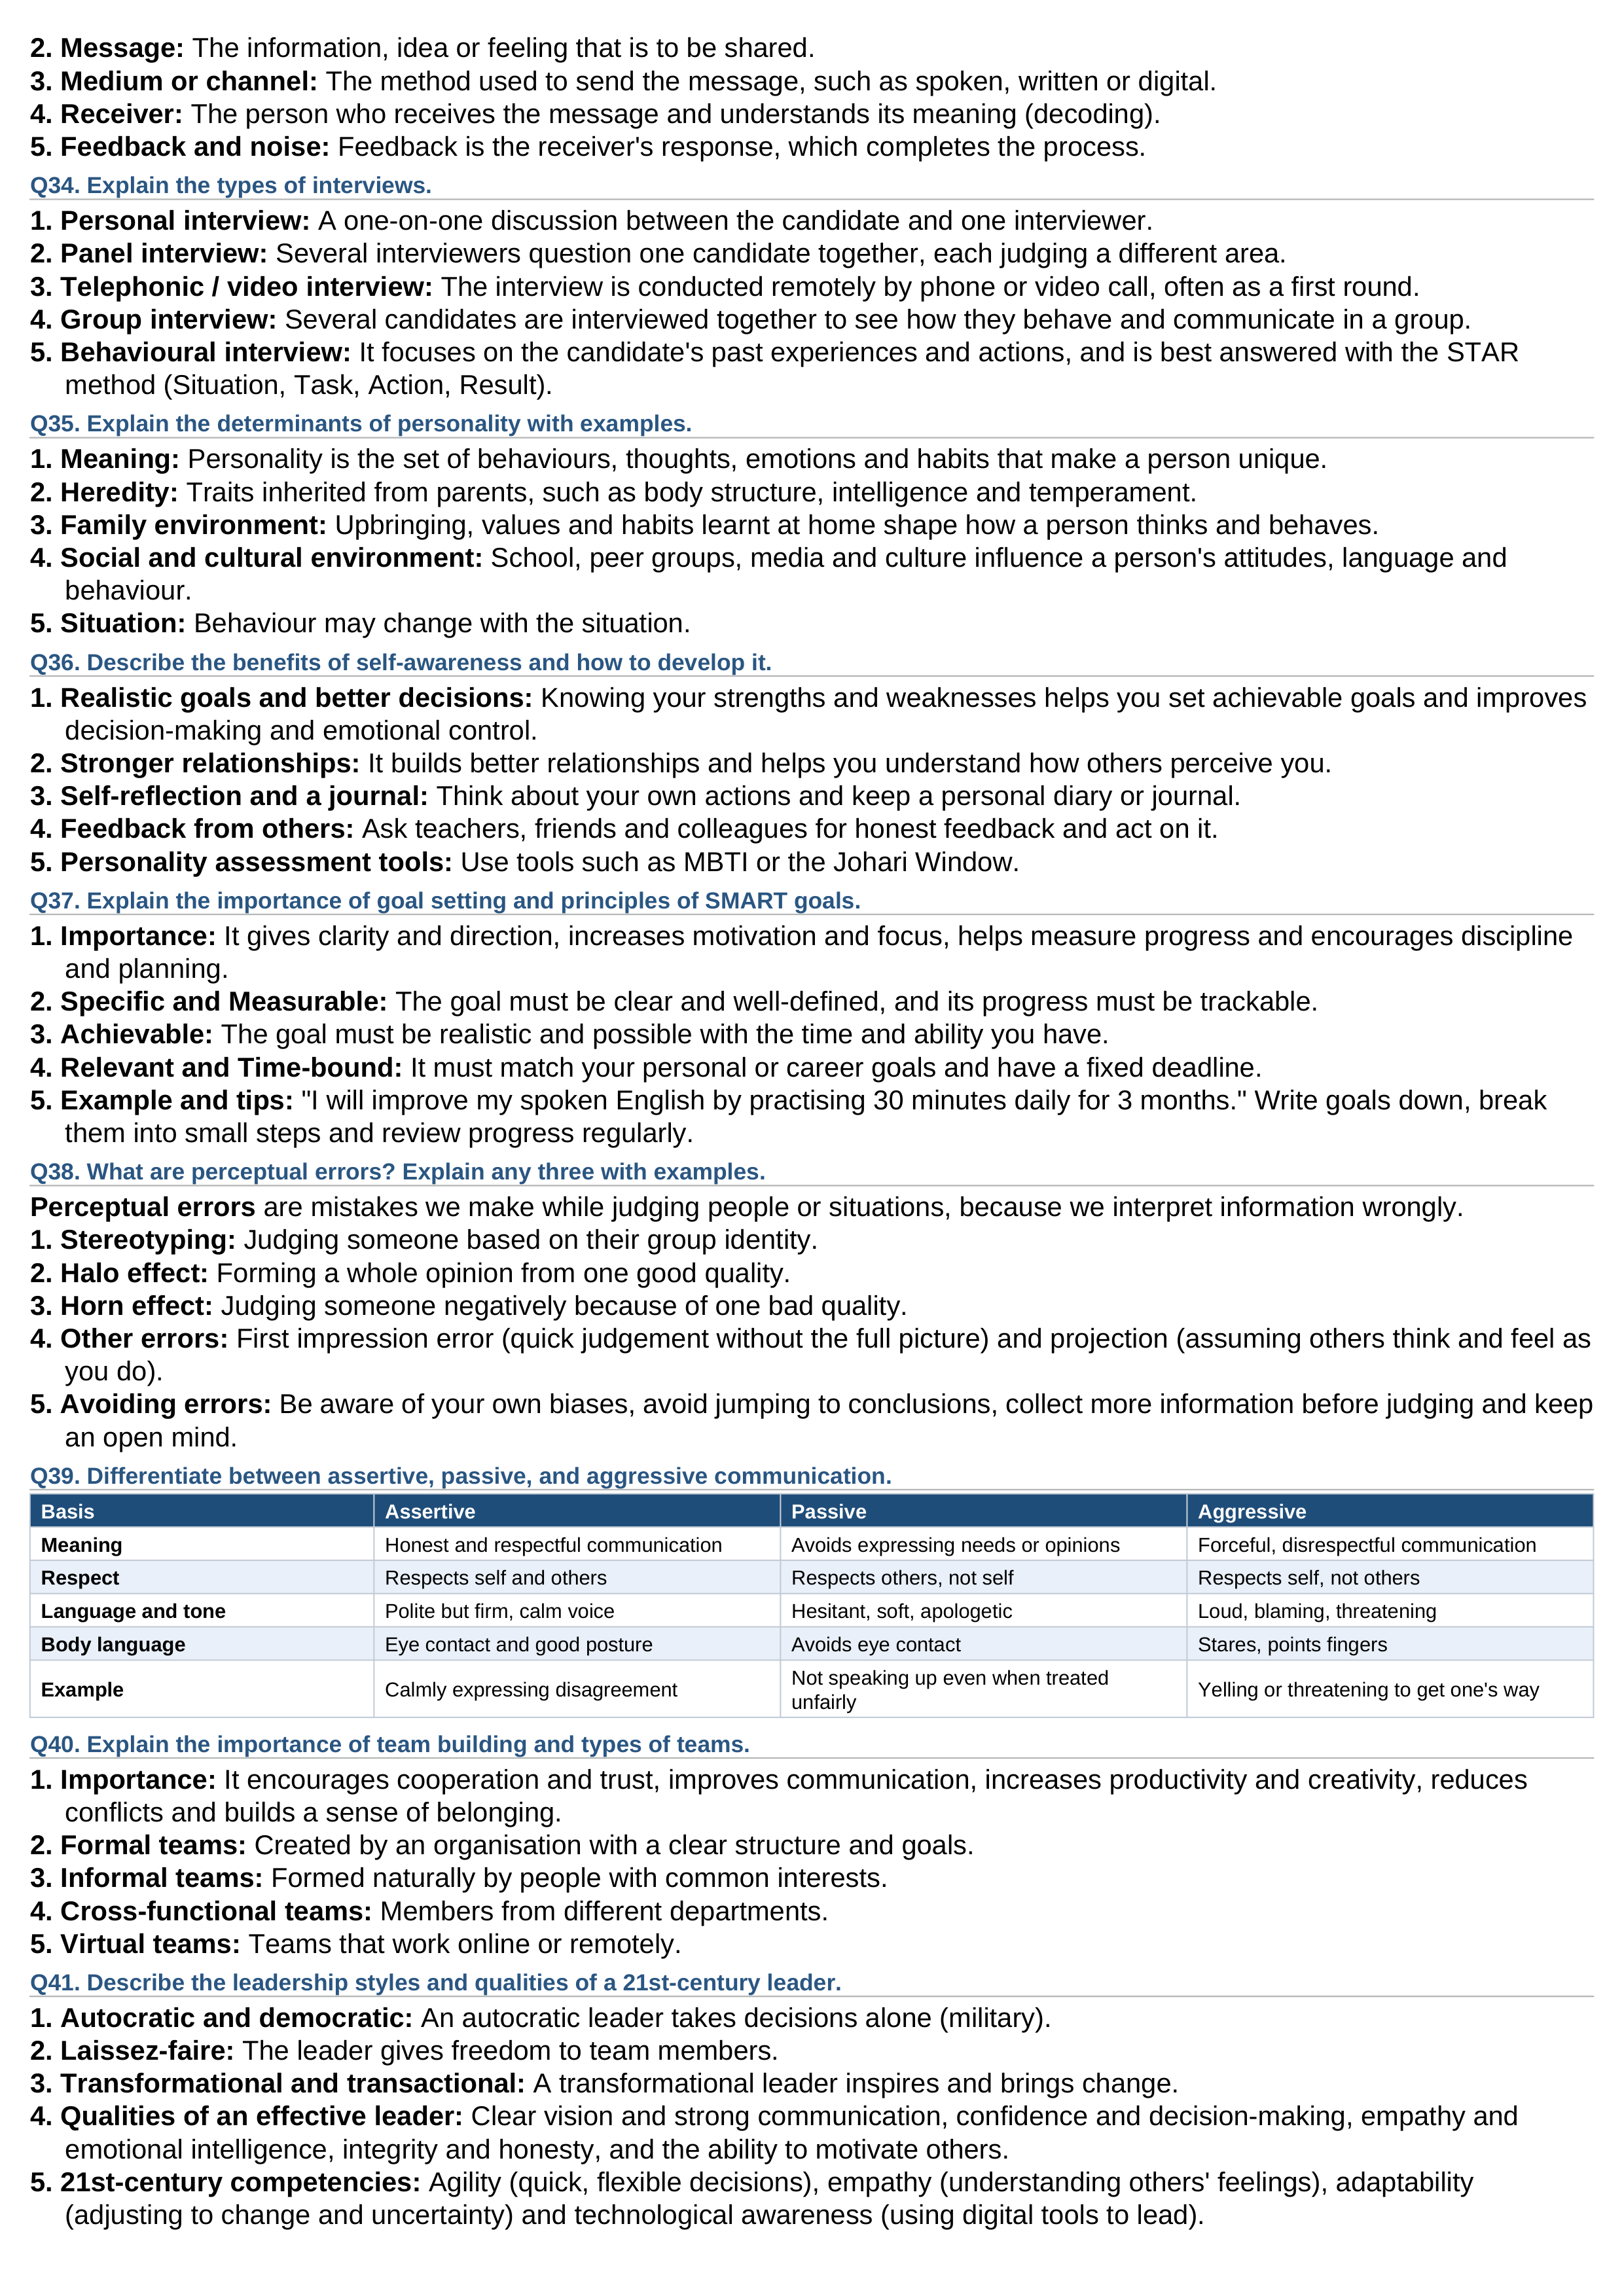 2. Message: The information, idea or feeling that is to be shared.
3. Medium or channel: The method used to send the message, such as spoken, written or digital.
4. Receiver: The person who receives the message and understands its meaning (decoding).
5. Feedback and noise: Feedback is the receiver's response, which completes the process.
Q34. Explain the types of interviews.
1. Personal interview: A one-on-one discussion between the candidate and one interviewer.
2. Panel interview: Several interviewers question one candidate together, each judging a different area.
3. Telephonic / video interview: The interview is conducted remotely by phone or video call, often as a first round.
4. Group interview: Several candidates are interviewed together to see how they behave and communicate in a group.
5. Behavioural interview: It focuses on the candidate's past experiences and actions, and is best answered with the STAR
method (Situation, Task, Action, Result).
Q35. Explain the determinants of personality with examples.
1. Meaning: Personality is the set of behaviours, thoughts, emotions and habits that make a person unique.
2. Heredity: Traits inherited from parents, such as body structure, intelligence and temperament.
3. Family environment: Upbringing, values and habits learnt at home shape how a person thinks and behaves.
4. Social and cultural environment: School, peer groups, media and culture influence a person's attitudes, language and
behaviour.
5. Situation: Behaviour may change with the situation.
Q36. Describe the benefits of self-awareness and how to develop it.
1. Realistic goals and better decisions: Knowing your strengths and weaknesses helps you set achievable goals and improves
decision-making and emotional control.
2. Stronger relationships: It builds better relationships and helps you understand how others perceive you.
3. Self-reflection and a journal: Think about your own actions and keep a personal diary or journal.
4. Feedback from others: Ask teachers, friends and colleagues for honest feedback and act on it.
5. Personality assessment tools: Use tools such as MBTI or the Johari Window.
Q37. Explain the importance of goal setting and principles of SMART goals.
1. Importance: It gives clarity and direction, increases motivation and focus, helps measure progress and encourages discipline
and planning.
2. Specific and Measurable: The goal must be clear and well-defined, and its progress must be trackable.
3. Achievable: The goal must be realistic and possible with the time and ability you have.
4. Relevant and Time-bound: It must match your personal or career goals and have a fixed deadline.
5. Example and tips: "I will improve my spoken English by practising 30 minutes daily for 3 months." Write goals down, break
them into small steps and review progress regularly.
Q38. What are perceptual errors? Explain any three with examples.
Perceptual errors are mistakes we make while judging people or situations, because we interpret information wrongly.
1. Stereotyping: Judging someone based on their group identity.
2. Halo effect: Forming a whole opinion from one good quality.
3. Horn effect: Judging someone negatively because of one bad quality.
4. Other errors: First impression error (quick judgement without the full picture) and projection (assuming others think and feel as
you do).
5. Avoiding errors: Be aware of your own biases, avoid jumping to conclusions, collect more information before judging and keep
an open mind.
Q39. Differentiate between assertive, passive, and aggressive communication.
Basis Assertive Passive Aggressive
Meaning Honest and respectful communication Avoids expressing needs or opinions Forceful, disrespectful communication
Respect Respects self and others Respects others, not self Respects self, not others
Language and tone Polite but firm, calm voice Hesitant, soft, apologetic Loud, blaming, threatening
Body language Eye contact and good posture Avoids eye contact Stares, points fingers
Example Calmly expressing disagreement Not speaking up even when treated unfairly Yelling or threatening to get one's way
Q40. Explain the importance of team building and types of teams.
1. Importance: It encourages cooperation and trust, improves communication, increases productivity and creativity, reduces
conflicts and builds a sense of belonging.
2. Formal teams: Created by an organisation with a clear structure and goals.
3. Informal teams: Formed naturally by people with common interests.
4. Cross-functional teams: Members from different departments.
5. Virtual teams: Teams that work online or remotely.
Q41. Describe the leadership styles and qualities of a 21st-century leader.
1. Autocratic and democratic: An autocratic leader takes decisions alone (military).
2. Laissez-faire: The leader gives freedom to team members.
3. Transformational and transactional: A transformational leader inspires and brings change.
4. Qualities of an effective leader: Clear vision and strong communication, confidence and decision-making, empathy and
emotional intelligence, integrity and honesty, and the ability to motivate others.
5. 21st-century competencies: Agility (quick, flexible decisions), empathy (understanding others' feelings), adaptability
(adjusting to change and uncertainty) and technological awareness (using digital tools to lead).